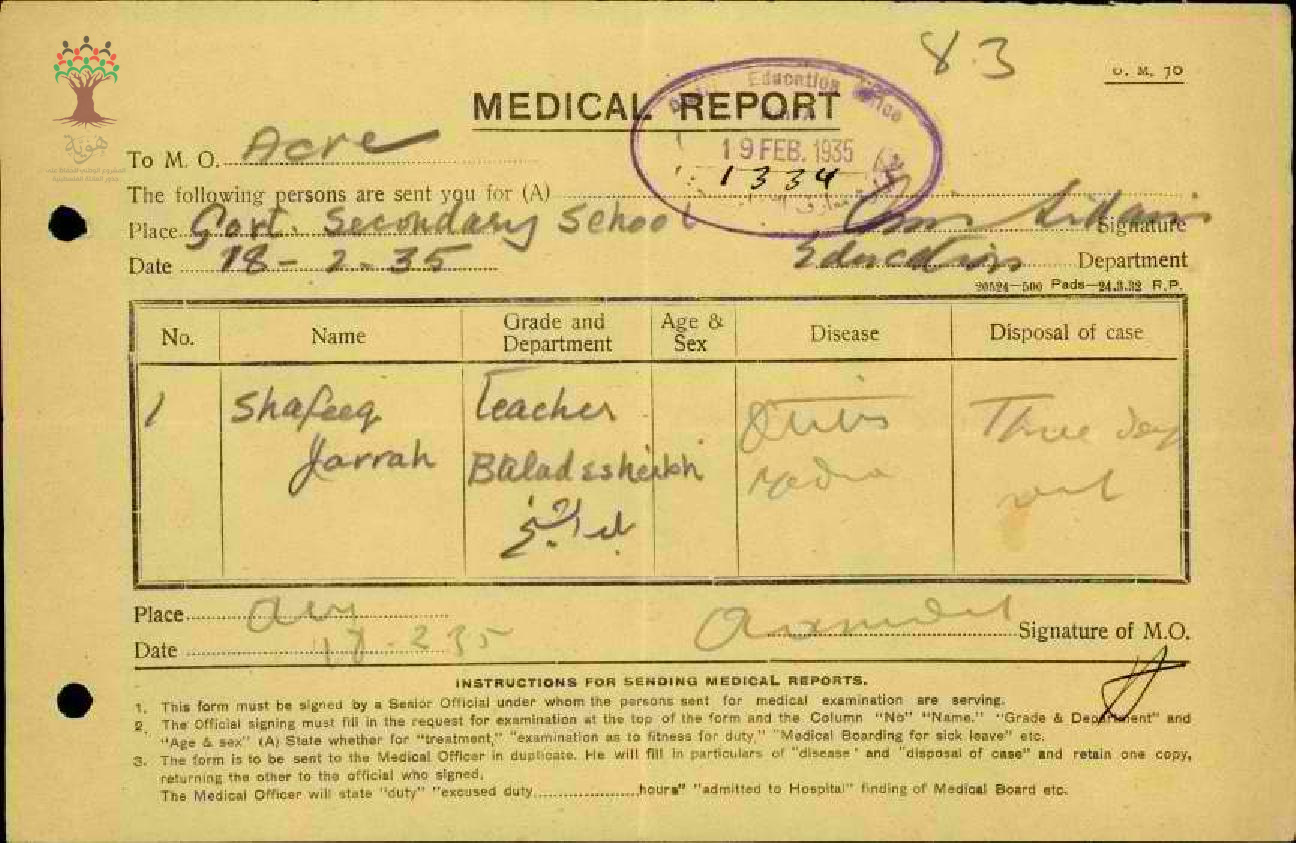 83
O. M. 70
MEDICAL REPORT
Education Office
19 FEB. 1935
1334
هوية
To M. O. Acre
The following persons are sent you for (A)
Place Govt. Secondary School
Signature
Date 18-2-35
Education Department
20524—500 Pads—24.3.32 R.P.
No. Name Grade and Department Age & Sex Disease Disposal of case
1 Shafeeq Jarrah Teacher Baladesheikh Otitis Media Three days
بلد الشيخ
Place
Date 18-2-35
Signature of M.O.
INSTRUCTIONS FOR SENDING MEDICAL REPORTS.
1. This form must be signed by a Senior Official under whom the persons sent for medical examination are serving.
2. The Official signing must fill in the request for examination at the top of the form and the Column "No" "Name." "Grade & Department" and
"Age & sex" (A) State whether for "treatment," "examination as to fitness for duty," "Medical Boarding for sick leave" etc.
3. The form is to be sent to the Medical Officer in duplicate. He will fill in particulars of "disease" and "disposal of case" and retain one copy,
returning the other to the official who signed.
The Medical Officer will state "duty" "excused duty......................hours" "admitted to Hospital" finding of Medical Board etc.